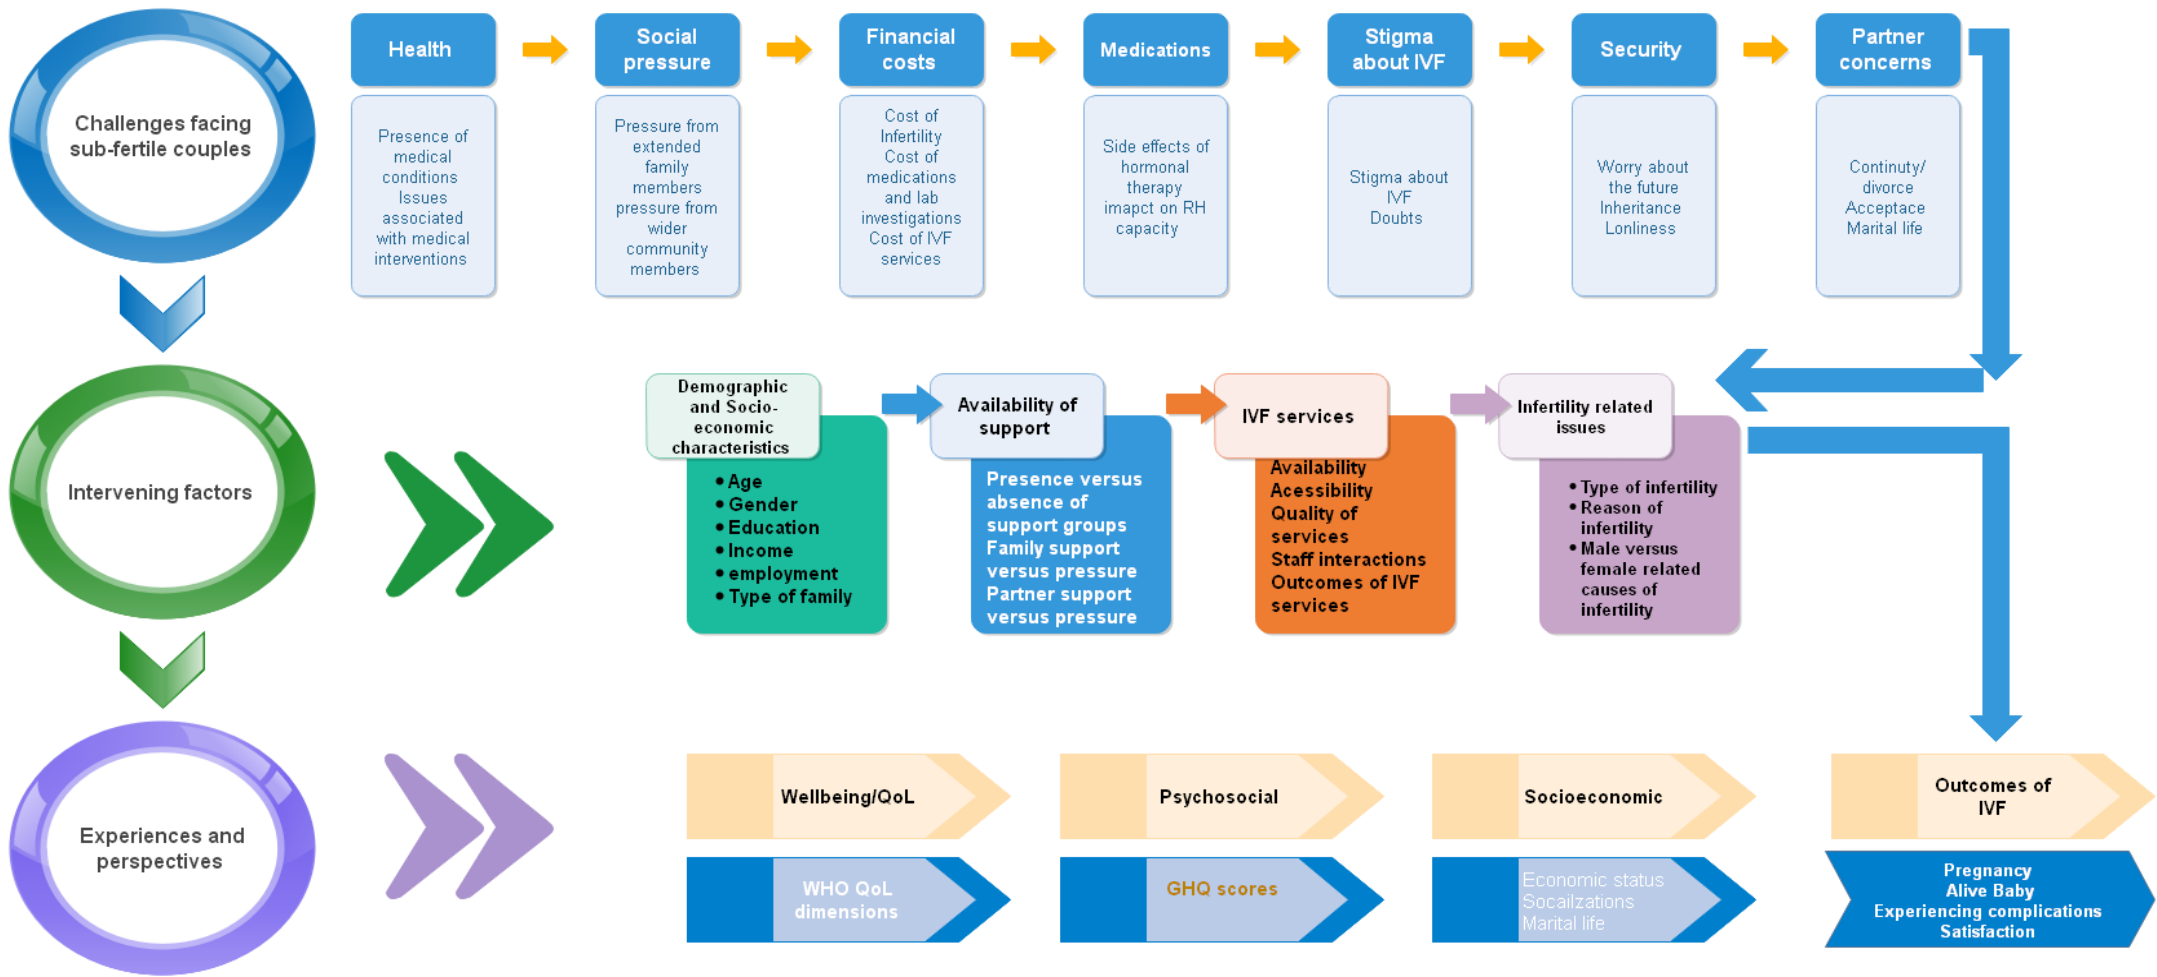 Challenges facing
sub-fertile couples
Health
Social
pressure
Financial
costs
Medications
Stigma
about IVF
Security
Partner
concerns
Presence of
medical
conditions
Issues
associated
with medical
interventions
Pressure from
extended
family
members
pressure from
wider
community
members
Cost of
Infertility
Cost of
medications
and lab
investigations
Cost of IVF
services
Side effects of
hormonal
therapy
imapct on RH
capacity
Stigma about
IVF
Doubts
Worry about
the future
Inheritance
Lonliness
Continuty/
divorce
Acceptace
Marital life
Intervening factors
Demographic
and Socio-
economic
characteristics
• Age
• Gender
• Education
• Income
• employment
• Type of family
Availability of
support
Presence versus
absence of
support groups
Family support
versus pressure
Partner support
versus pressure
IVF services
Availability
Acessibility
Quality of
services
Staff interactions
Outcomes of IVF
services
Infertility related
issues
• Type of infertility
• Reason of
infertility
• Male versus
female related
causes of
infertility
Experiences and
perspectives
Wellbeing/QoL
Psychosocial
Socioeconomic
Outcomes of
IVF
WHO QoL
dimensions
GHQ scores
Economic status
Socailzations
Marital life
Pregnancy
Alive Baby
Experiencing complications
Satisfaction